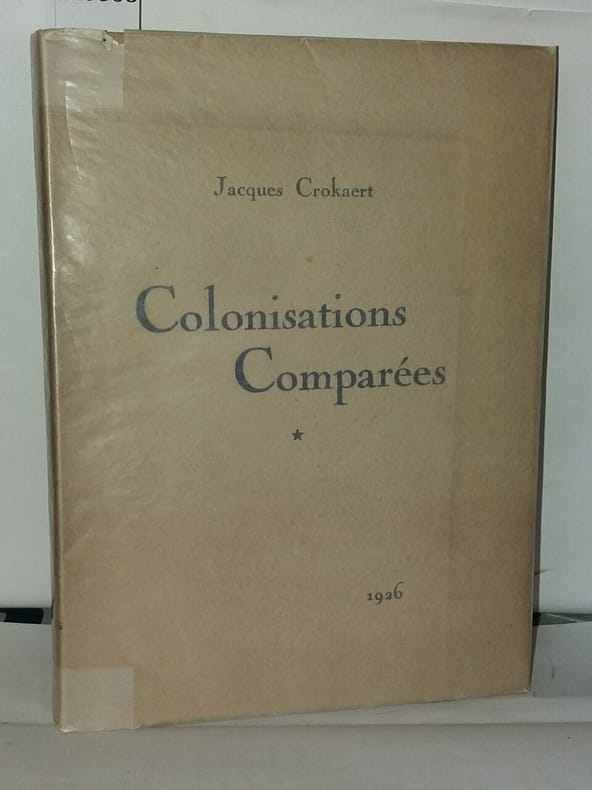 Jacques Crokaert
Colonisations
Comparées
1926